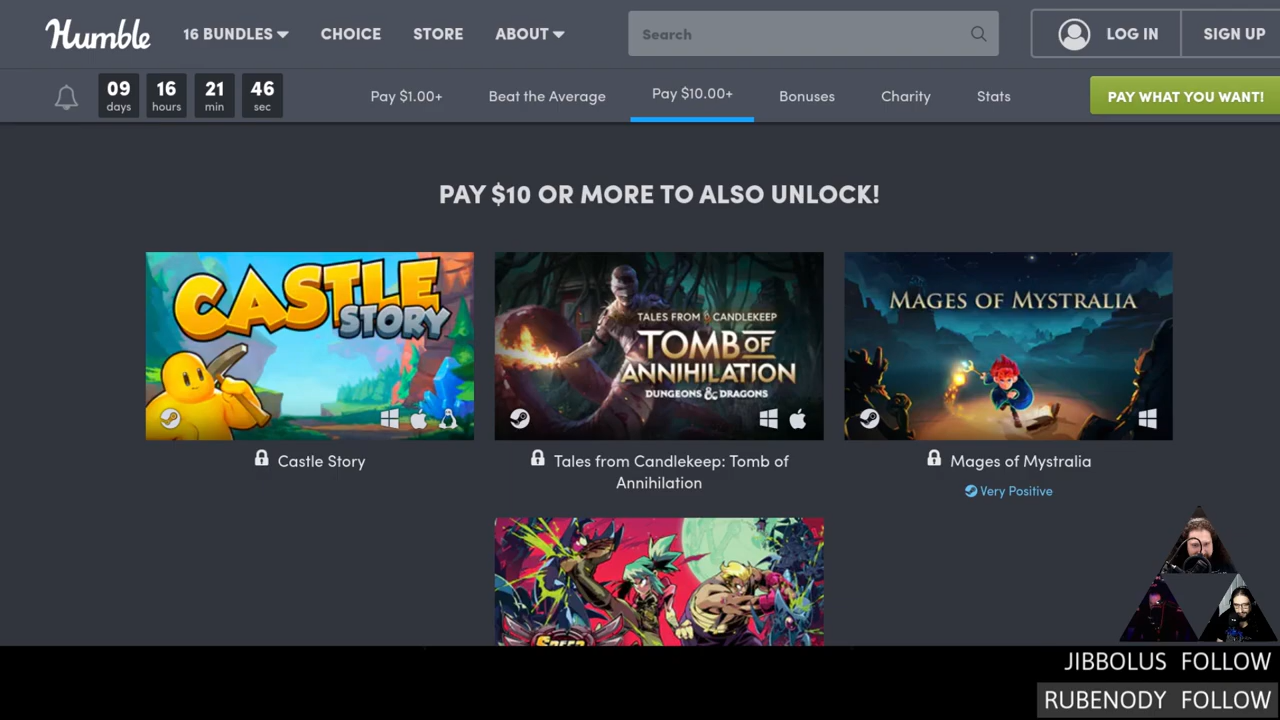 Humble
16 BUNDLES
CHOICE
STORE
ABOUT
Search
LOG IN
SIGN UP
09 days
16 hours
21 min
46 sec
Pay $1.00+
Beat the Average
Pay $10.00+
Bonuses
Charity
Stats
PAY WHAT YOU WANT!
PAY $10 OR MORE TO ALSO UNLOCK!
CASTLE
STORY
TALES FROM CANDLEKEEP
TOMB OF
ANNIHILATION
DUNGEONS & DRAGONS
MAGES OF MYSTRALIA
Castle Story
Tales from Candlekeep: Tomb of
Annihilation
Mages of Mystralia
Very Positive
SPEED
JIBBOLUS FOLLOW
RUBENODY FOLLOW